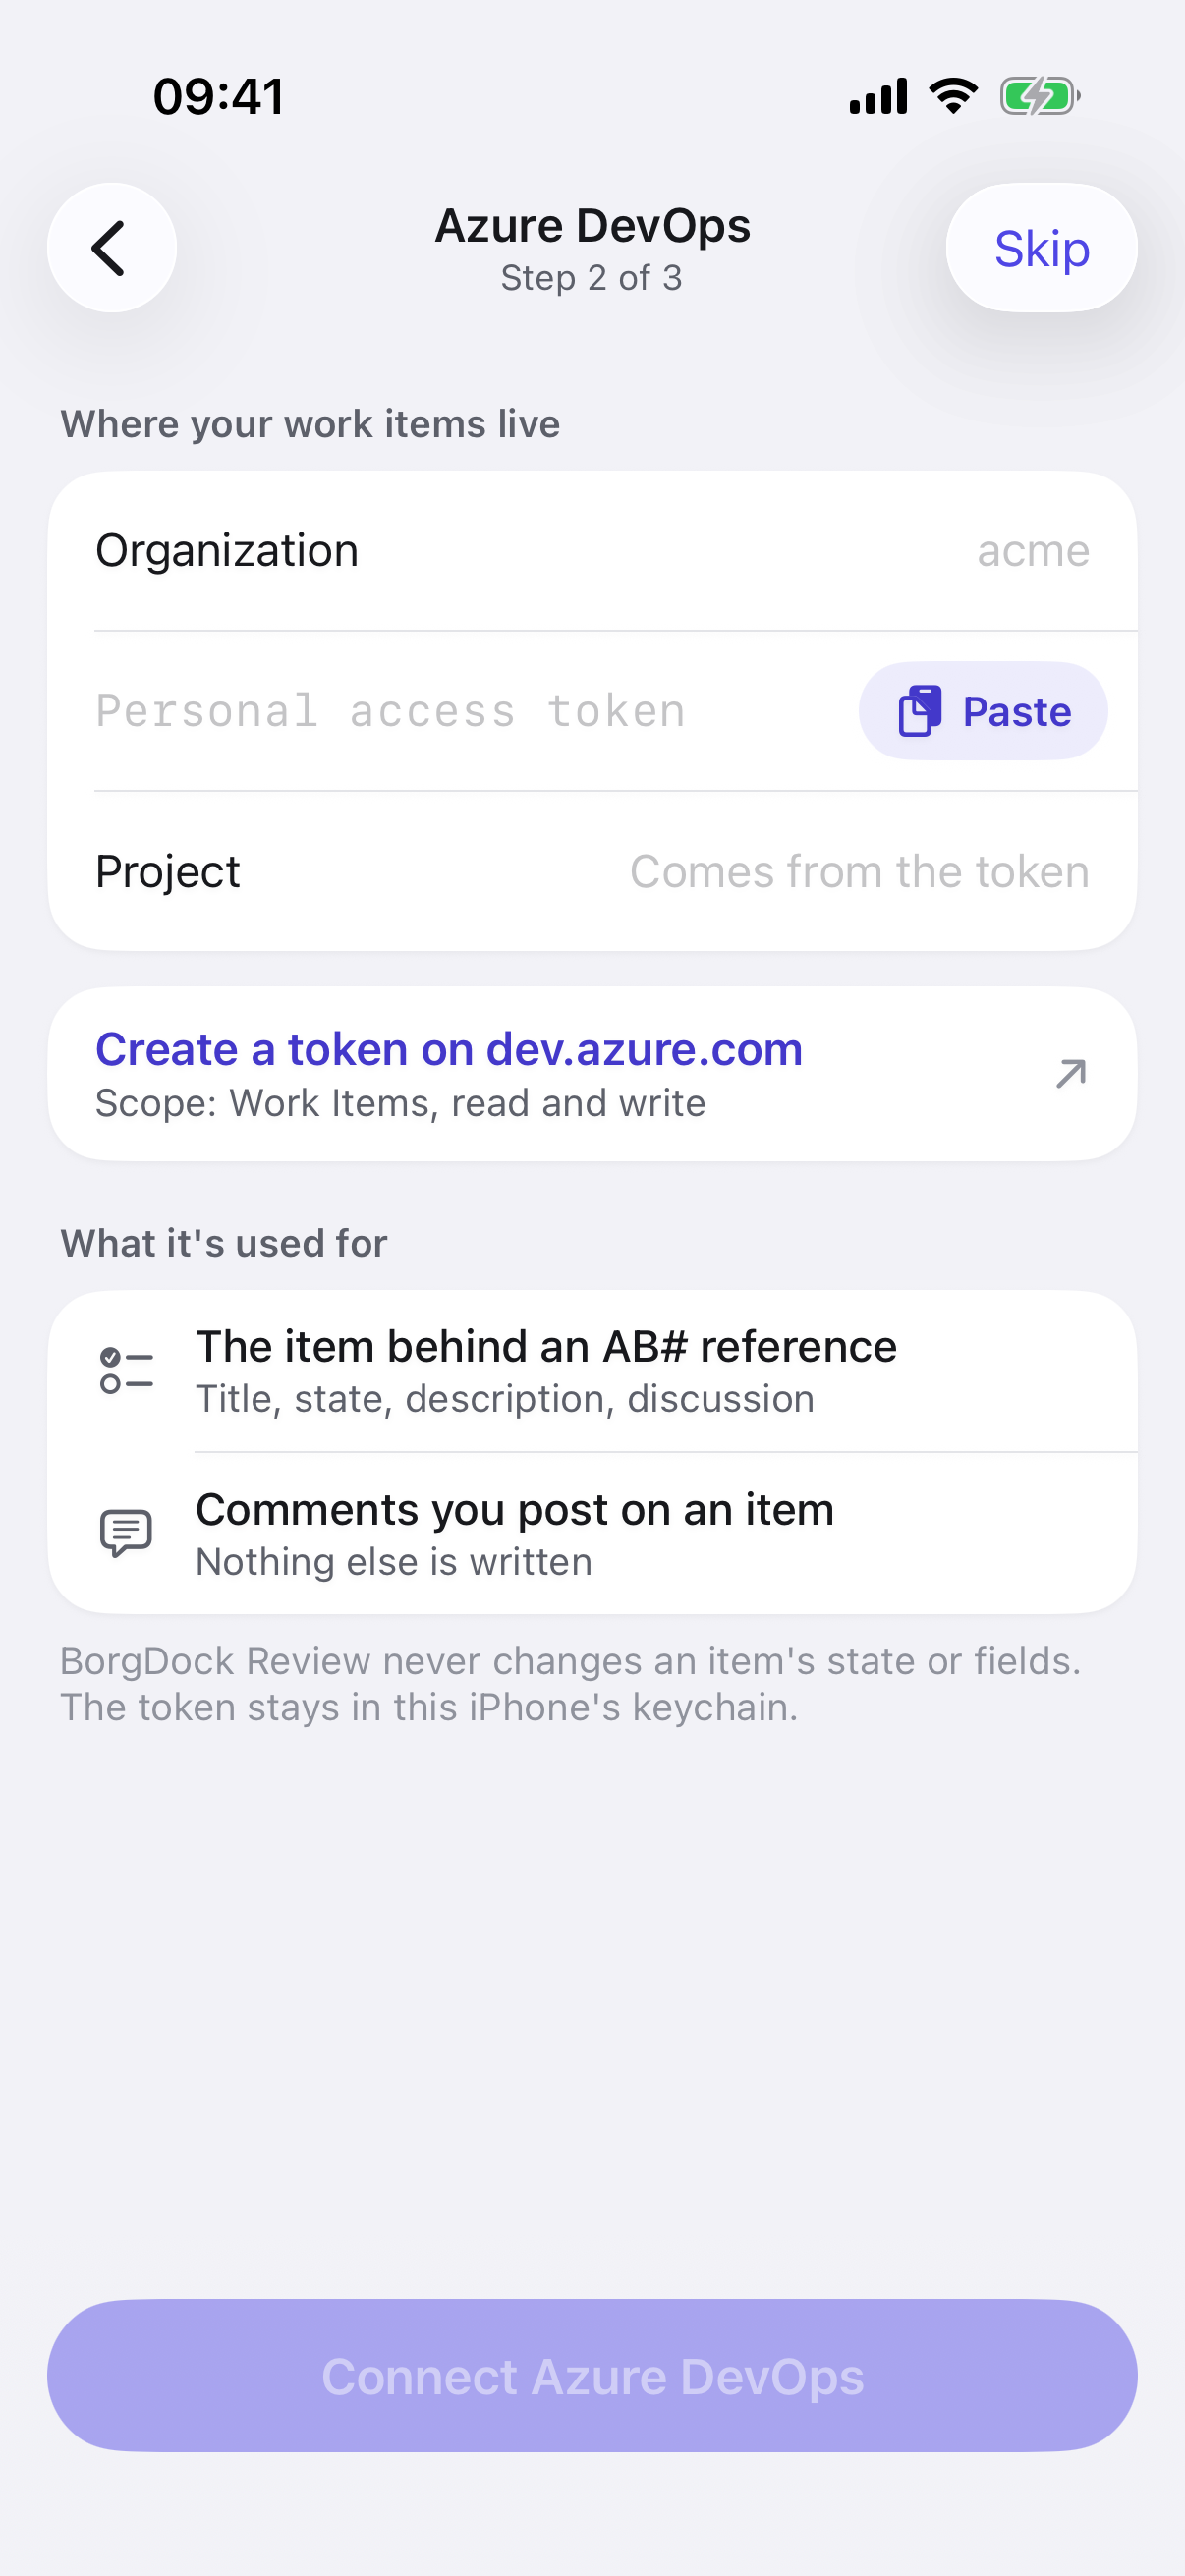 09:41
Azure DevOps
Skip
Step 2 of 3
Where your work items live
Organization acme
Personal access token Paste
Project Comes from the token
Create a token on dev.azure.com
Scope: Work Items, read and write
What it's used for
The item behind an AB# reference
Title, state, description, discussion
Comments you post on an item
Nothing else is written
BorgDock Review never changes an item's state or fields.
The token stays in this iPhone's keychain.
Connect Azure DevOps